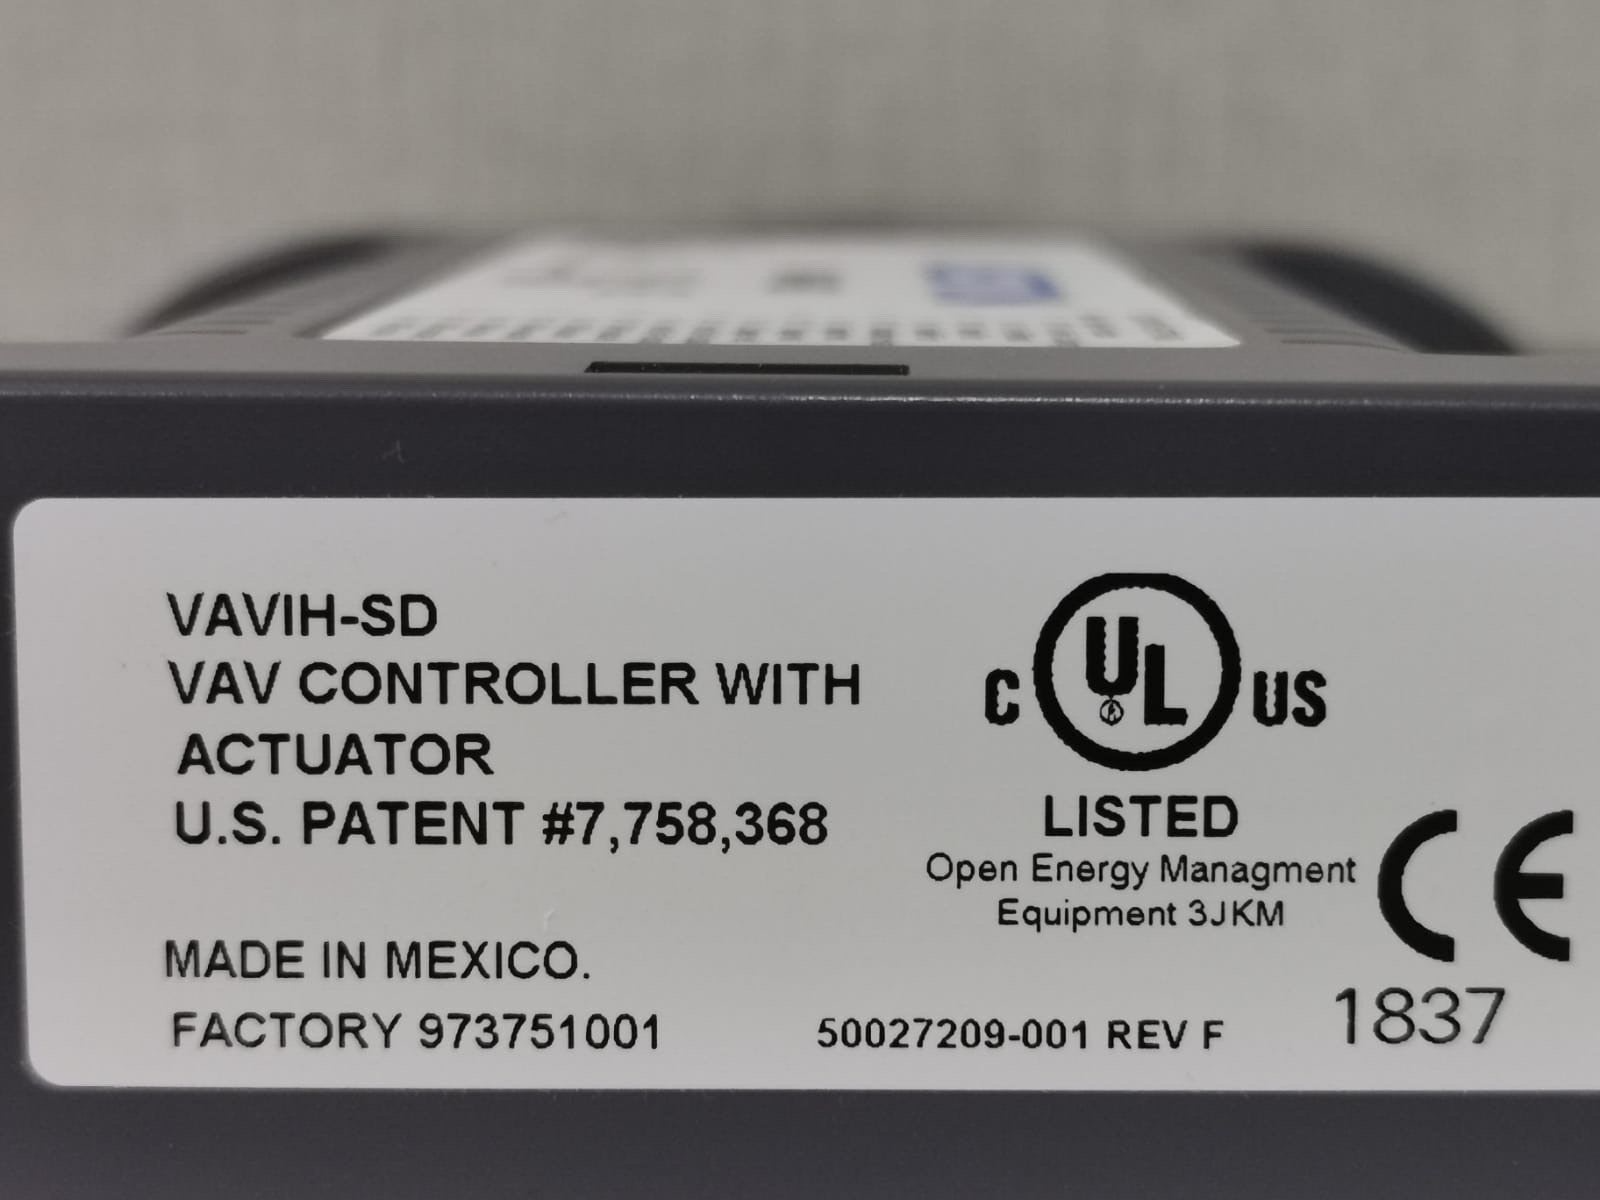 VAVIH-SD
VAV CONTROLLER WITH
ACTUATOR
U.S. PATENT #7,758,368
MADE IN MEXICO.
FACTORY 973751001
50027209-001 REV F
C UL US
R
LISTED
Open Energy Managment
Equipment 3JKM
CE
1837